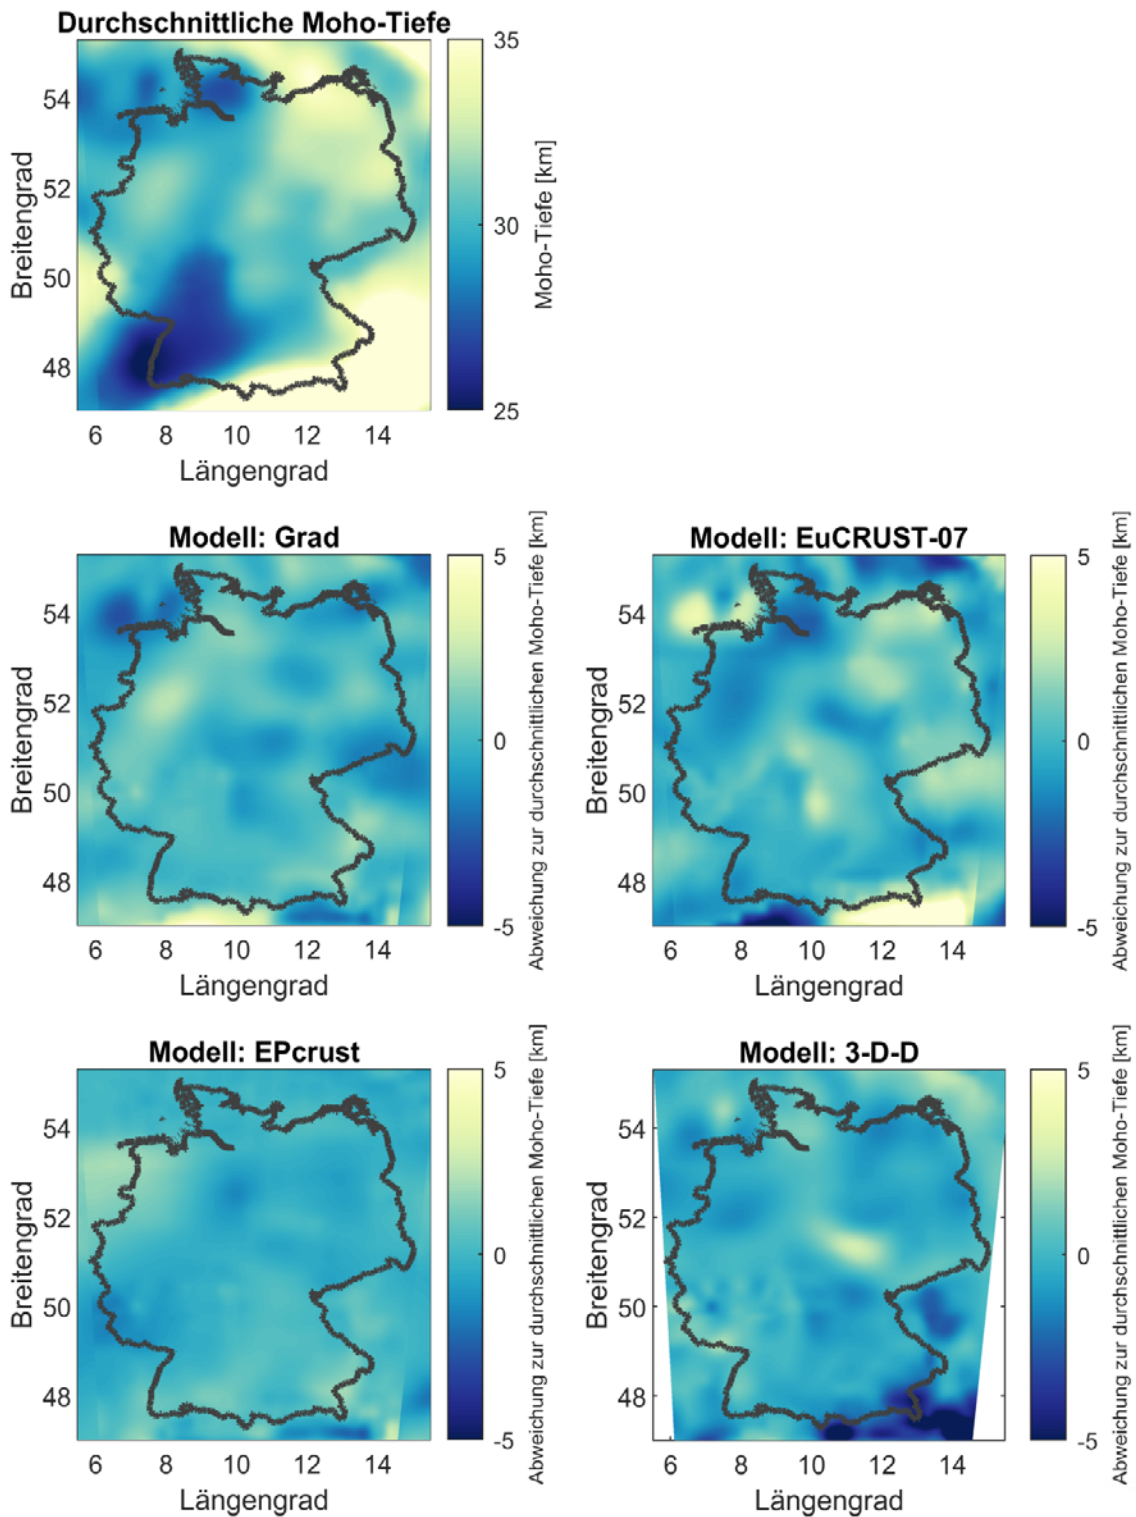 Durchschnittliche Moho-Tiefe
35
54
52
Breitengrad
30
Moho-Tiefe [km]
50
48
25
6 8 10 12 14
Längengrad
Modell: Grad
5
54
52
Breitengrad
0
Abweichung zur durchschnittlichen Moho-Tiefe [km]
50
48
-5
6 8 10 12 14
Längengrad
Modell: EuCRUST-07
5
54
52
Breitengrad
0
Abweichung zur durchschnittlichen Moho-Tiefe [km]
50
48
-5
6 8 10 12 14
Längengrad
Modell: EPcrust
5
54
52
Breitengrad
0
Abweichung zur durchschnittlichen Moho-Tiefe [km]
50
48
-5
6 8 10 12 14
Längengrad
Modell: 3-D-D
5
54
52
Breitengrad
0
Abweichung zur durchschnittlichen Moho-Tiefe [km]
50
48
-5
6 8 10 12 14
Längengrad